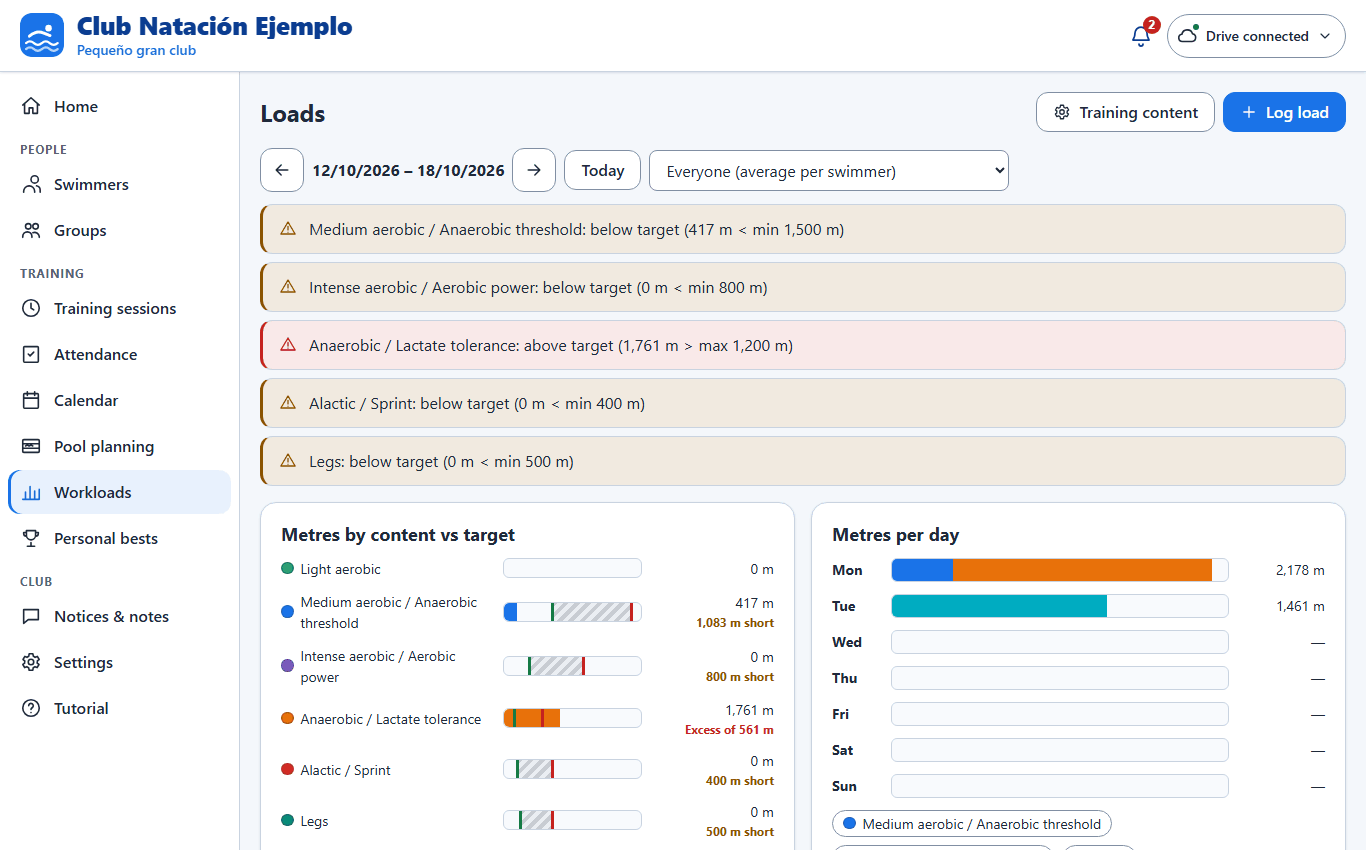 Club Natación Ejemplo
Pequeño gran club
2
Drive connected
Home
PEOPLE
Swimmers
Groups
TRAINING
Training sessions
Attendance
Calendar
Pool planning
Workloads
Personal bests
CLUB
Notices & notes
Settings
Tutorial
Loads
Training content
+ Log load
12/10/2026 – 18/10/2026
Today
Everyone (average per swimmer)
Medium aerobic / Anaerobic threshold: below target (417 m < min 1,500 m)
Intense aerobic / Aerobic power: below target (0 m < min 800 m)
Anaerobic / Lactate tolerance: above target (1,761 m > max 1,200 m)
Alactic / Sprint: below target (0 m < min 400 m)
Legs: below target (0 m < min 500 m)
Metres by content vs target
Light aerobic
0 m
Medium aerobic / Anaerobic
threshold
417 m
1,083 m short
Intense aerobic / Aerobic
power
0 m
800 m short
Anaerobic / Lactate tolerance
1,761 m
Excess of 561 m
Alactic / Sprint
0 m
400 m short
Legs
0 m
500 m short
Metres per day
Mon
2,178 m
Tue
1,461 m
Wed
—
Thu
—
Fri
—
Sat
—
Sun
—
Medium aerobic / Anaerobic threshold